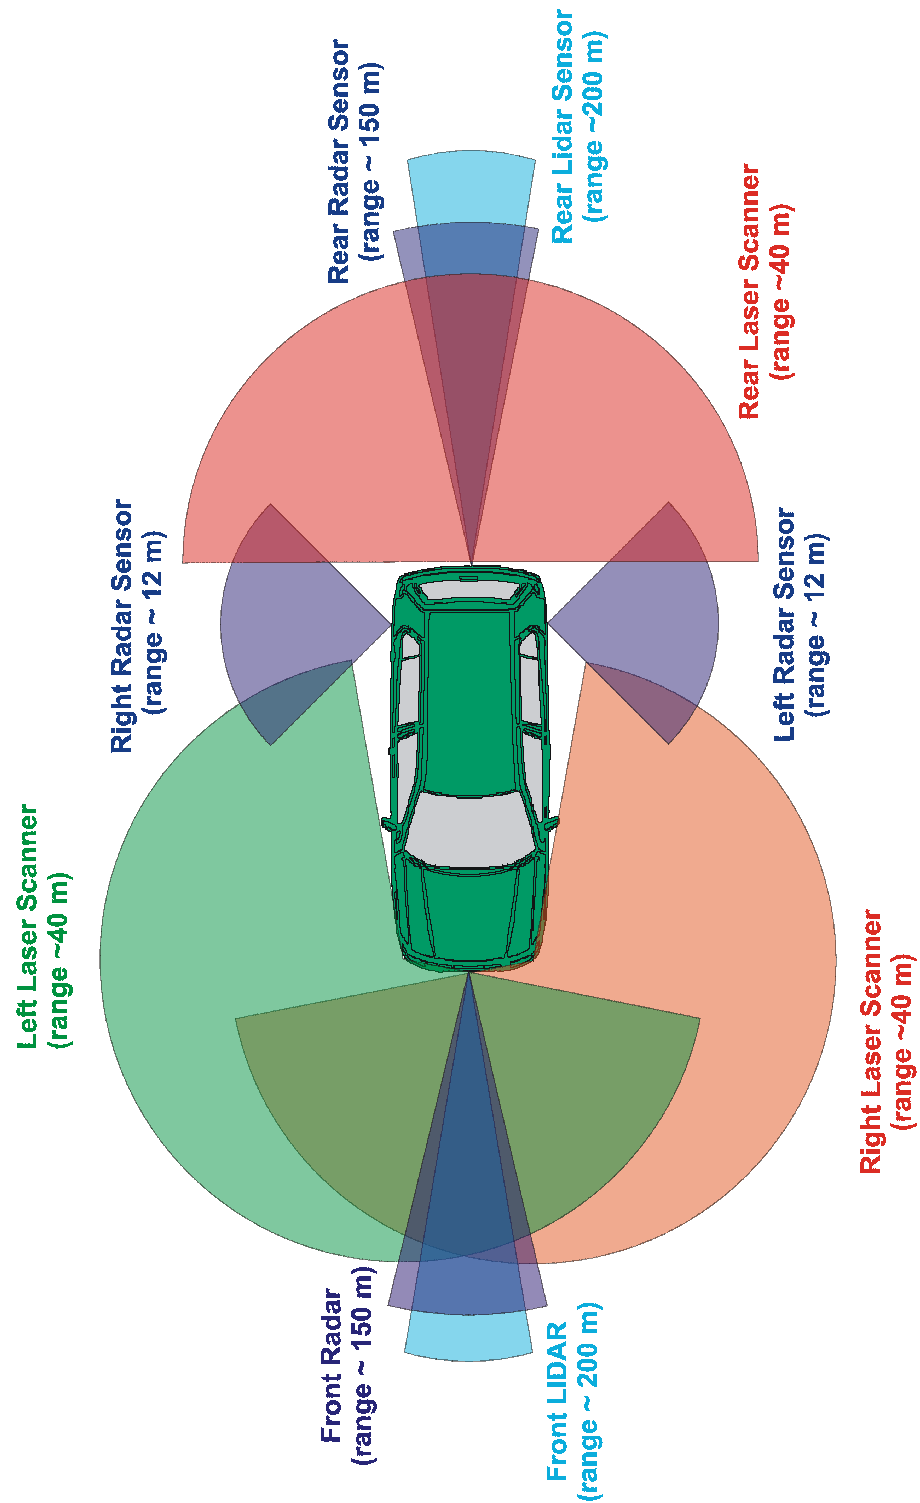 Rear Radar Sensor
(range ~ 150 m)
Rear Lidar Sensor
(range ~200 m)
Rear Laser Scanner
(range ~40 m)
Right Radar Sensor
(range ~ 12 m)
Left Radar Sensor
(range ~ 12 m)
Left Laser Scanner
(range ~40 m)
Right Laser Scanner
(range ~40 m)
Front Radar
(range ~ 150 m)
Front LIDAR
(range ~ 200 m)